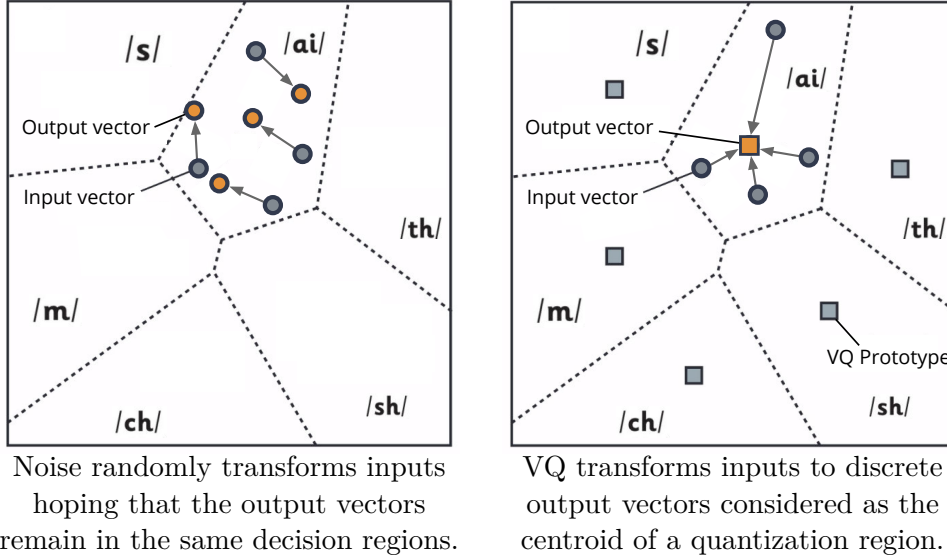 /s/
/ai/
Output vector
Input vector
/th/
/m/
/sh/
/ch/
Noise randomly transforms inputs
hoping that the output vectors
remain in the same decision regions.
/s/
/ai/
Output vector
Input vector
/th/
/m/
VQ Prototype
/sh/
/ch/
VQ transforms inputs to discrete
output vectors considered as the
centroid of a quantization region.